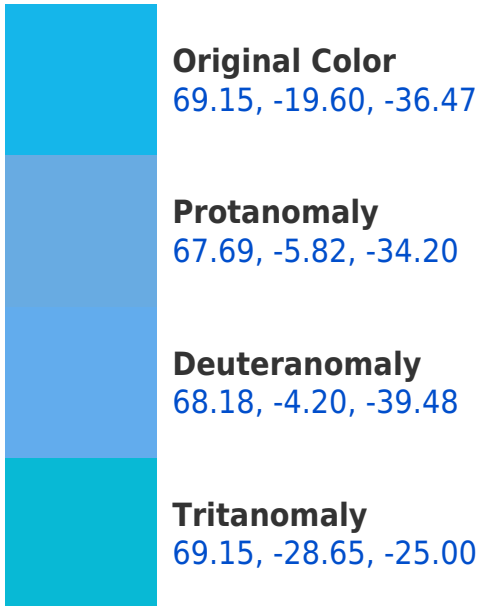 Original Color
69.15, -19.60, -36.47
Protanomaly
67.69, -5.82, -34.20
Deuteranomaly
68.18, -4.20, -39.48
Tritanomaly
69.15, -28.65, -25.00